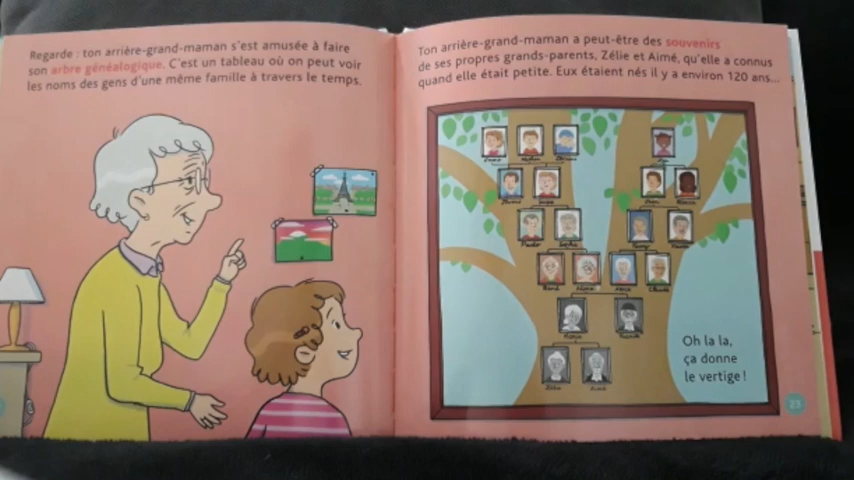 Regarde : ton arrière-grand-maman s'est amusée à faire
son arbre généalogique. C'est un tableau où on peut voir
les noms des gens d'une même famille à travers le temps.
Ton arrière-grand-maman a peut-être des souvenirs
de ses propres grands-parents, Zélie et Aimé, qu'elle a connus
quand elle était petite. Eux étaient nés il y a environ 120 ans...
Oh la la,
ça donne
le vertige !
23